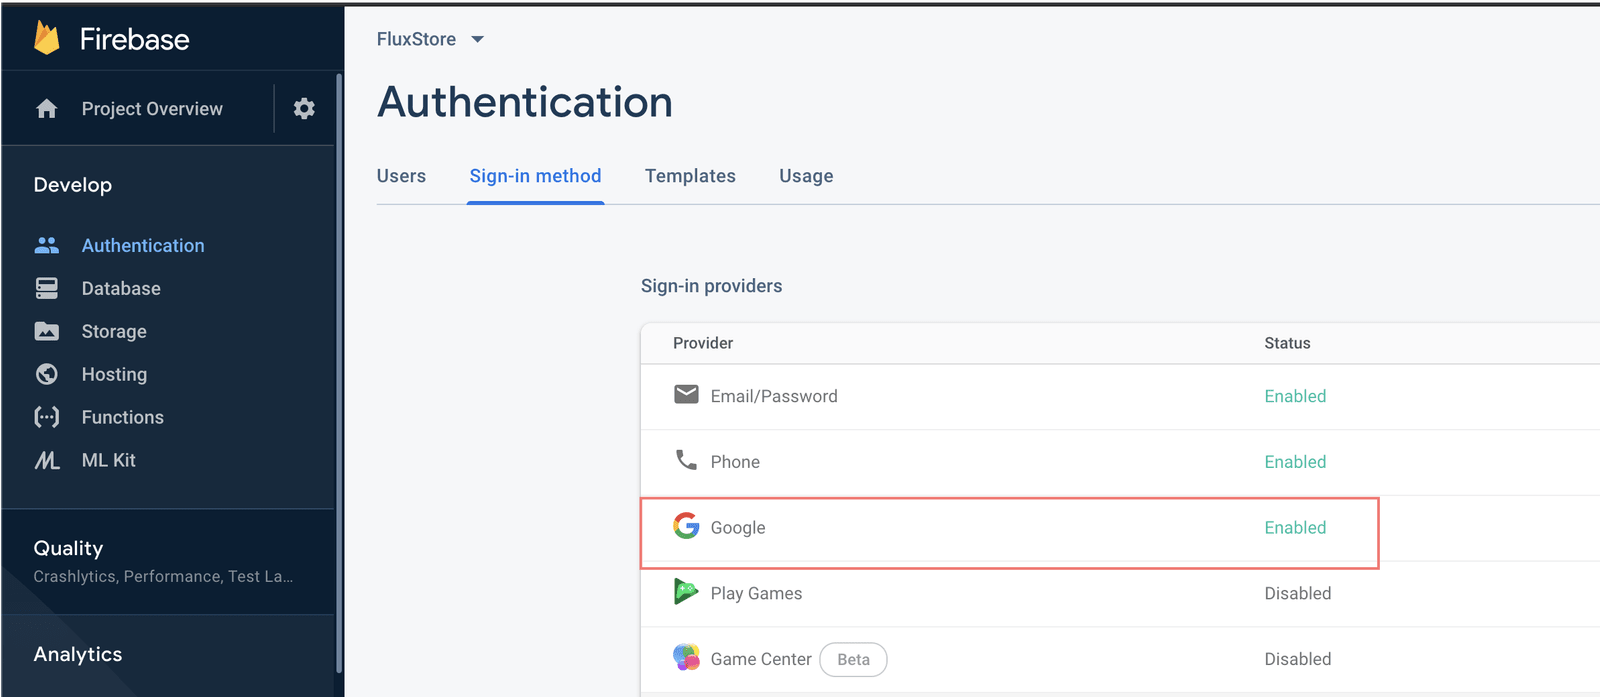 Firebase
Project Overview
Develop
Authentication
Database
Storage
Hosting
Functions
ML Kit
Quality
Crashlytics, Performance, Test La...
Analytics
FluxStore
Authentication
Users Sign-in method Templates Usage
Sign-in providers
Provider Status
Email/Password Enabled
Phone Enabled
Google Enabled
Play Games Disabled
Game Center Beta Disabled